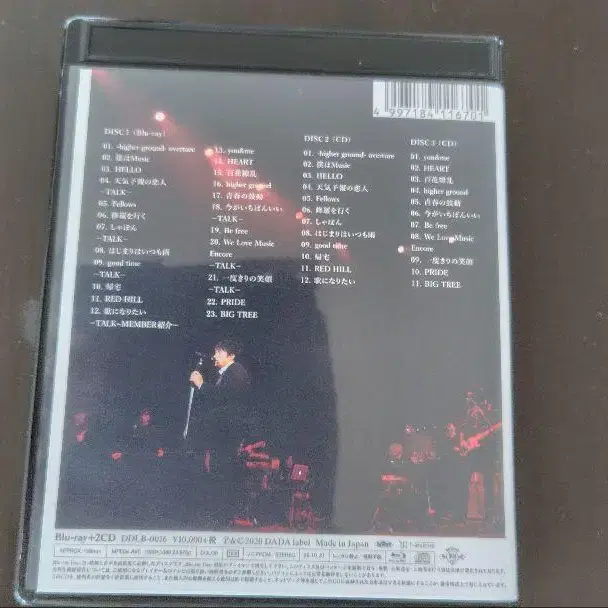 4 997184 116701
DISC 1 (Blu-ray)
01. -higher ground- overture
02. 僕はMusic
03. HELLO
04. 天気予報の恋人
-TALK-
05. Fellows
06. 修羅を行く
07. しゃぼん
-TALK-
08. はじまりはいつも雨
09. good time
-TALK-
10. 帰宅
11. RED HILL
12. 歌になりたい
-TALK~MEMBER紹介-
13. you&me
14. HEART
15. 百花繚乱
16. higher ground
17. 青春の鼓動
18. 今がいちばんいい
-TALK-
19. Be free
20. We Love Music
Encore
-TALK-
21. 一度きりの笑顔
-TALK-
22. PRIDE
23. BIG TREE
DISC 2 (CD)
01. -higher ground- overture
02. 僕はMusic
03. HELLO
04. 天気予報の恋人
05. Fellows
06. 修羅を行く
07. しゃぼん
08. はじまりはいつも雨
09. good time
10. 帰宅
11. RED HILL
12. 歌になりたい
DISC 3 (CD)
01. you&me
02. HEART
03. 百花繚乱
04. higher ground
05. 青春の鼓動
06. 今がいちばんいい
07. Be free
08. We Love Music
Encore
09. 一度きりの笑顔
10. PRIDE
11. BIG TREE
Blu-ray+2CD DDLB-0016 ¥10,000+税 ℗&©2020 DADA label Made in Japan